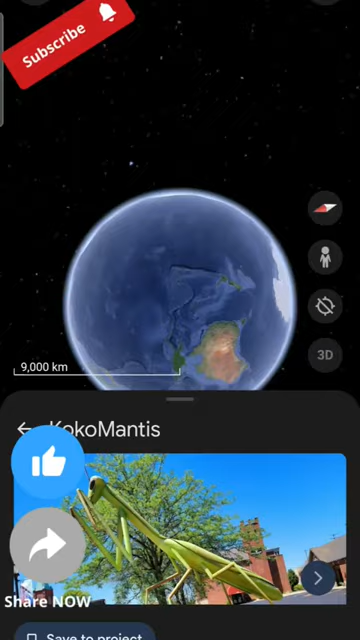 Subscribe
9,000 km
3D
KokoMantis
Share NOW
Save to project